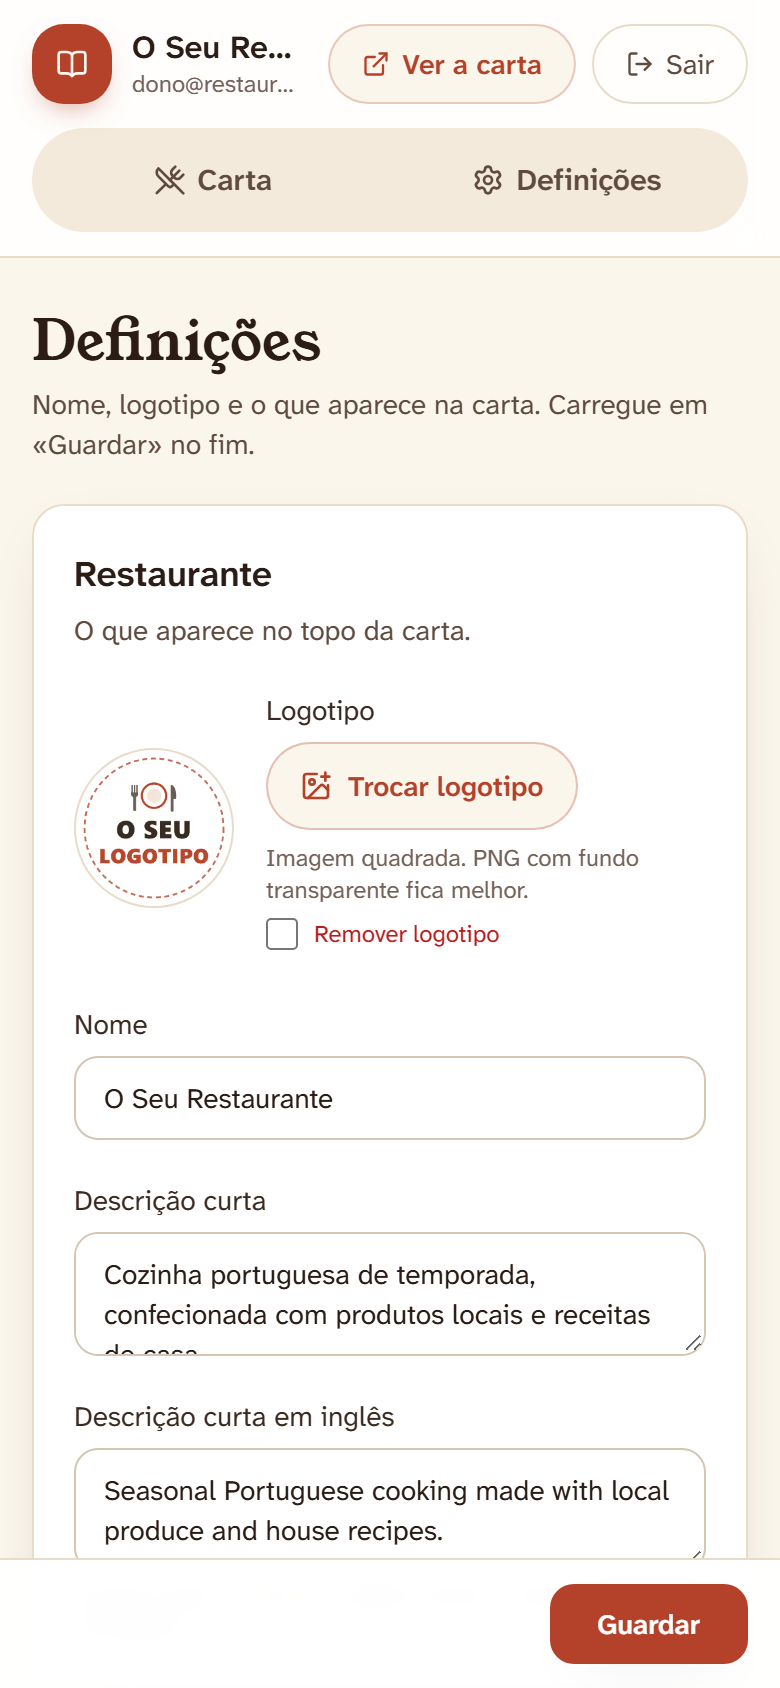 O Seu Re...
dono@restaur...
Ver a carta
Sair
Carta
Definições
Definições
Nome, logotipo e o que aparece na carta. Carregue em
«Guardar» no fim.
Restaurante
O que aparece no topo da carta.
Logotipo
O SEU
LOGOTIPO
Trocar logotipo
Imagem quadrada. PNG com fundo
transparente fica melhor.
Remover logotipo
Nome
O Seu Restaurante
Descrição curta
Cozinha portuguesa de temporada,
confecionada com produtos locais e receitas
de casa
Descrição curta em inglês
Seasonal Portuguese cooking made with local
produce and house recipes.
Guardar